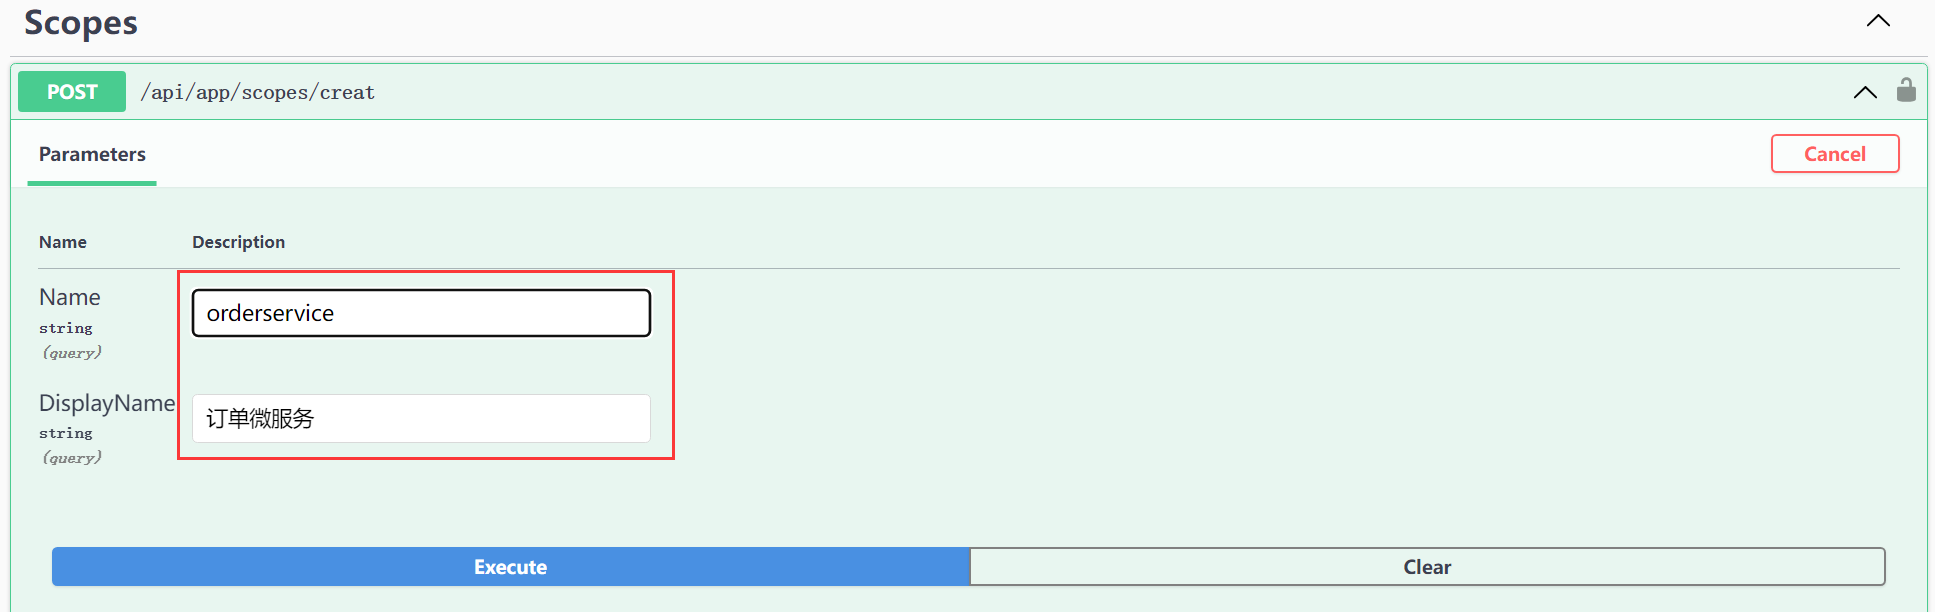 Scopes
POST /api/app/scopes/creat
Parameters
Cancel
Name Description
Name
string
(query)
orderservice
DisplayName
string
(query)
订单微服务
Execute
Clear